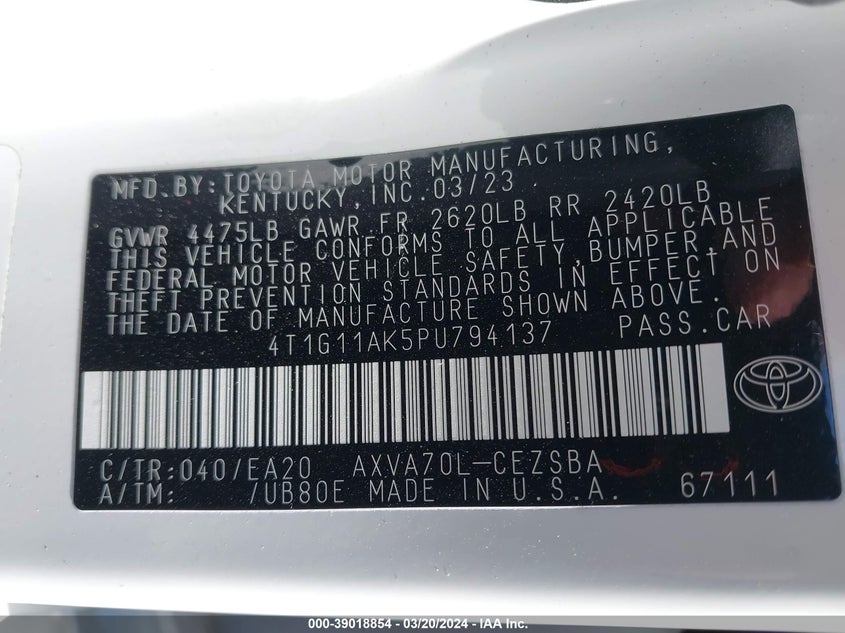 MFD. BY: TOYOTA MOTOR MANUFACTURING,
KENTUCKY, INC. 03/23
GVWR 4475LB GAWR FR 2620LB RR 2420LB
THIS VEHICLE CONFORMS TO ALL APPLICABLE
FEDERAL MOTOR VEHICLE SAFETY, BUMPER, AND
THEFT PREVENTION STANDARDS IN EFFECT ON
THE DATE OF MANUFACTURE SHOWN ABOVE.
4T1G11AK5PU794137 PASS. CAR
C/TR: 040/EA20 AXVA70L-CEZSBA
A/TM: /UB80E MADE IN U.S.A. 67111
000-39018854 - 03/20/2024 - IAA Inc.